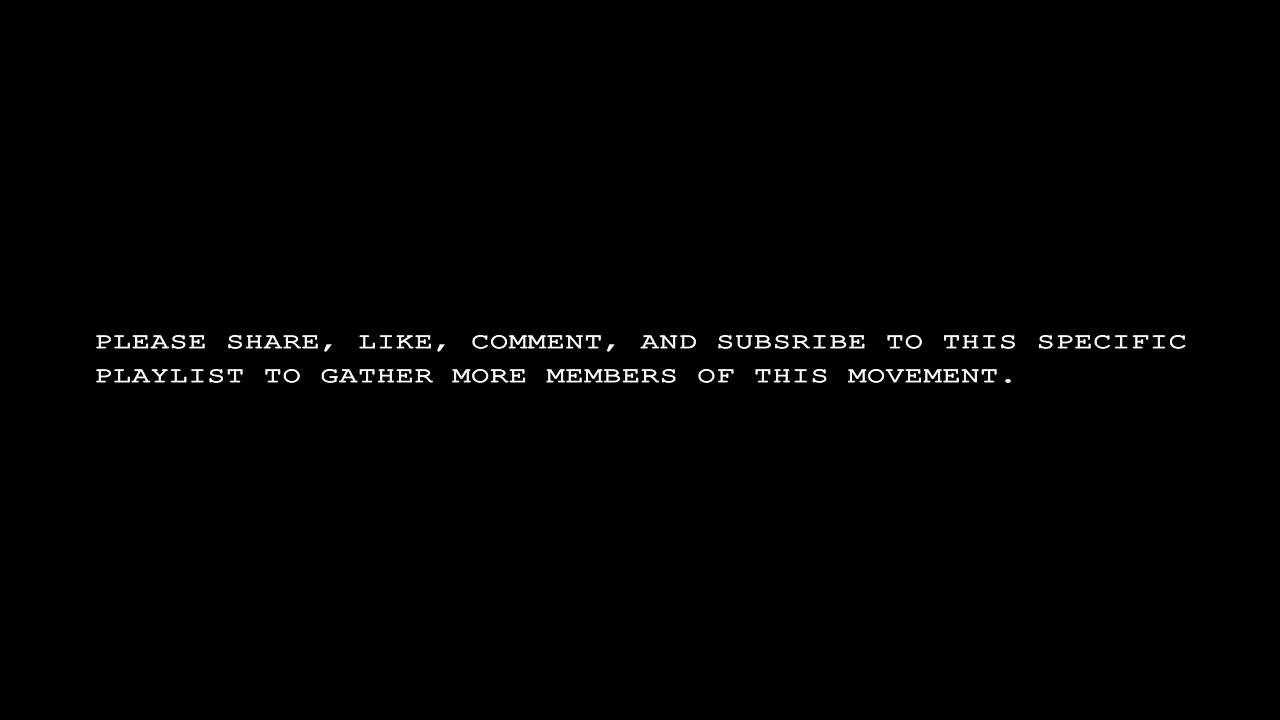 PLEASE SHARE, LIKE, COMMENT, AND SUBSRIBE TO THIS SPECIFIC
PLAYLIST TO GATHER MORE MEMBERS OF THIS MOVEMENT.